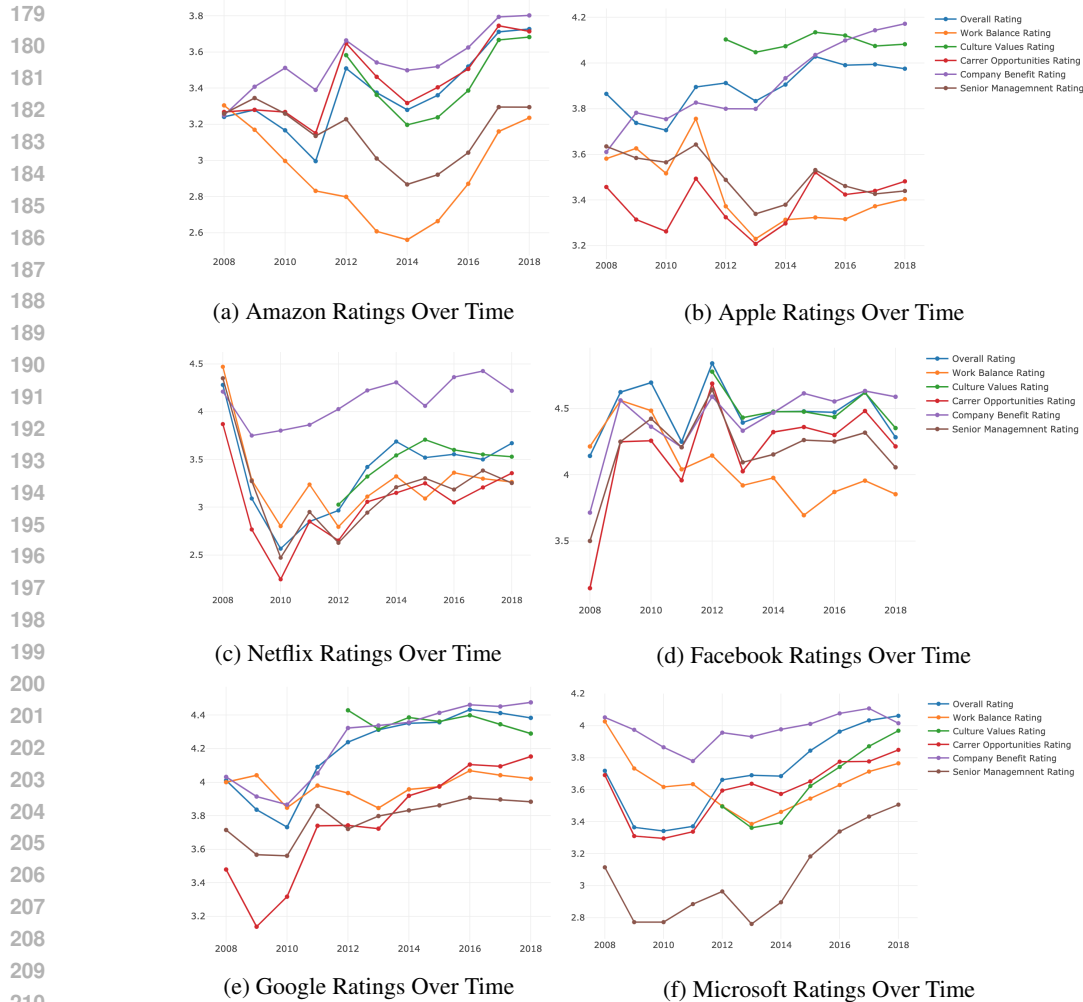 179
180
181
182
183
184
185
186
187
188
189
190
191
192
193
194
195
196
197
198
199
200
201
202
203
204
205
206
207
208
209
210
3.8
3.6
3.4
3.2
3
2.8
2.6
2008 2010 2012 2014 2016 2018
(a) Amazon Ratings Over Time
4.2
4
3.8
3.6
3.4
3.2
2008 2010 2012 2014 2016 2018
Overall Rating
Work Balance Rating
Culture Values Rating
Carrer Opportunities Rating
Company Benefit Rating
Senior Managemnent Rating
(b) Apple Ratings Over Time
4.5
4
3.5
3
2.5
2008 2010 2012 2014 2016 2018
(c) Netflix Ratings Over Time
4.5
4
3.5
2008 2010 2012 2014 2016 2018
Overall Rating
Work Balance Rating
Culture Values Rating
Carrer Opportunities Rating
Company Benefit Rating
Senior Managemnent Rating
(d) Facebook Ratings Over Time
4.4
4.2
4
3.8
3.6
3.4
3.2
2008 2010 2012 2014 2016 2018
(e) Google Ratings Over Time
4.2
4
3.8
3.6
3.4
3.2
3
2.8
2008 2010 2012 2014 2016 2018
Overall Rating
Work Balance Rating
Culture Values Rating
Carrer Opportunities Rating
Company Benefit Rating
Senior Managemnent Rating
(f) Microsoft Ratings Over Time